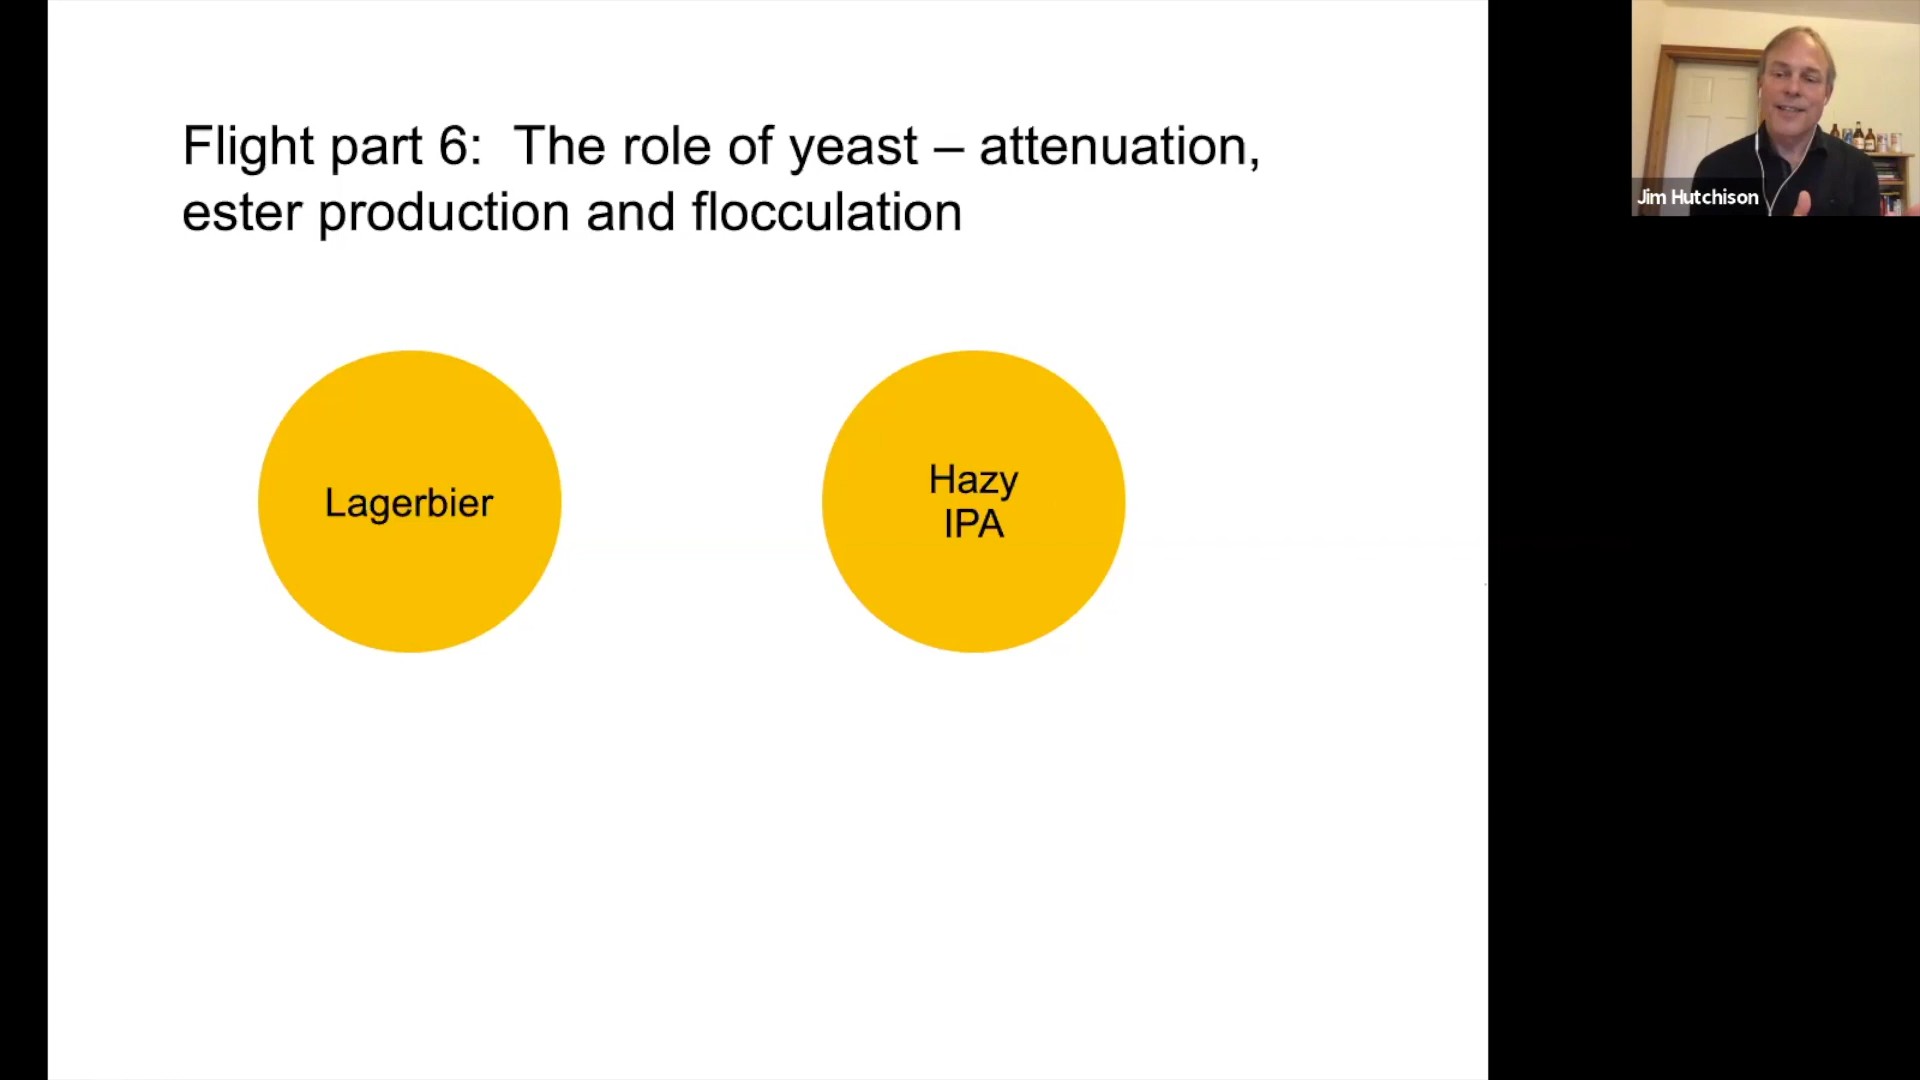 Flight part 6:  The role of yeast – attenuation,
ester production and flocculation
Lagerbier
Hazy
IPA
Jim Hutchison